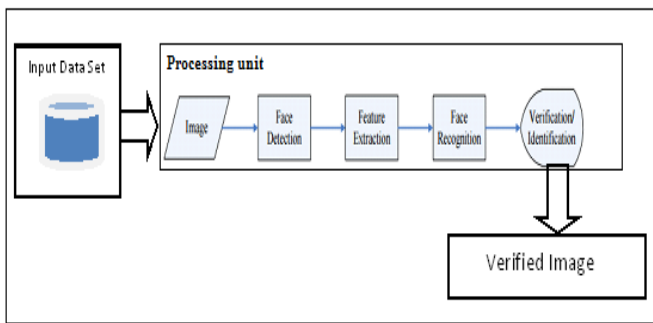 Input Data Set
Processing unit
Image
Face
Detection
Feature
Extraction
Face
Recognition
Verification/
Identification
Verified Image